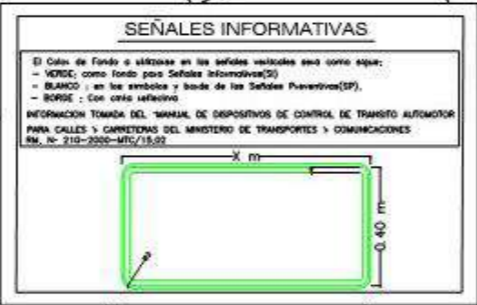 SEÑALES INFORMATIVAS
El Color de Fondo a utilizarse en las señales verticales será como sigue:
- VERDE; como fondo para Señales Informativas(SI)
- BLANCO : en los simbolos y borde de las Señales Preventivas(SP).
- BORDE : Con cinta reflectiva
INFORMACION TOMADA DEL "MANUAL DE DISPOSITIVOS DE CONTROL DE TRANSITO AUTOMOTOR
PARA CALLES Y CARRETERAS DEL MINISTERIO DE TRANSPORTES Y COMUNICACIONES
RM. N- 210-2000-MTC/15.02
X m
0.40 m